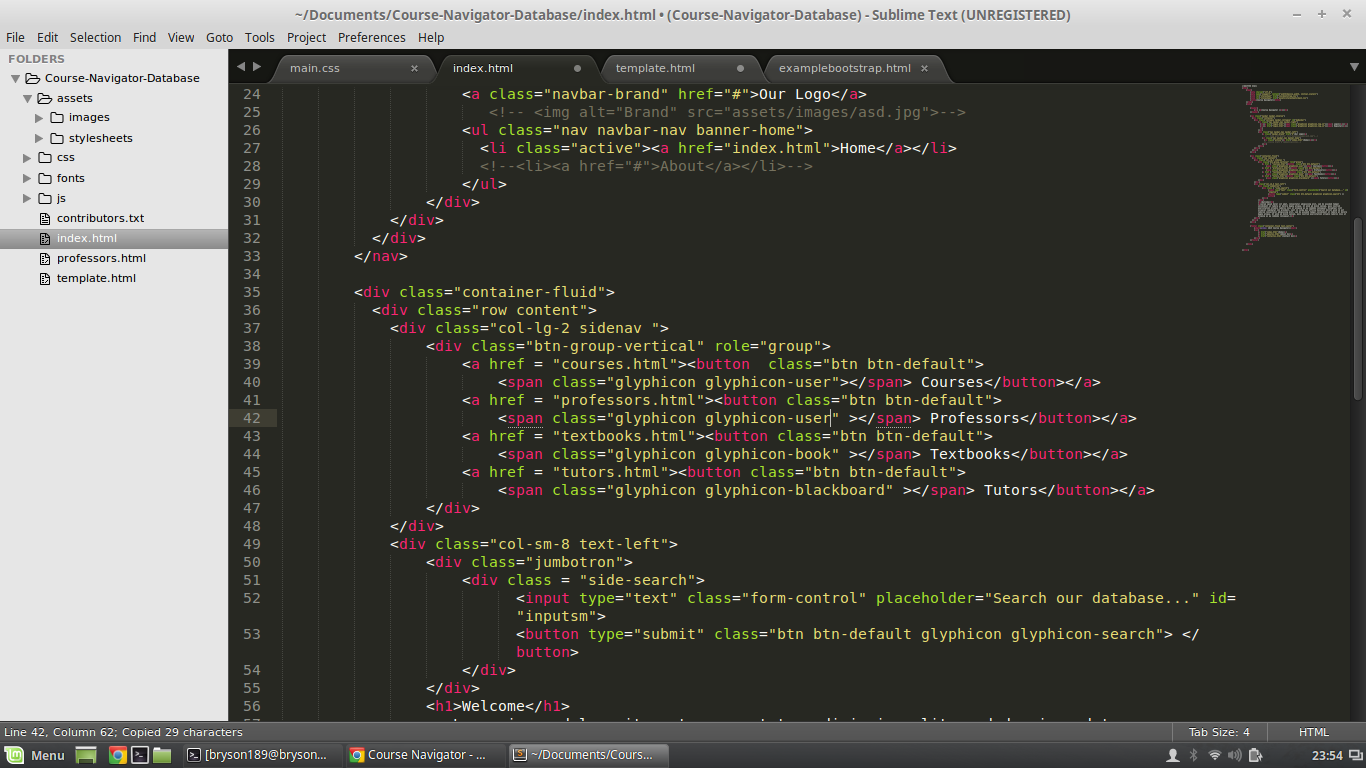 ~/Documents/Course-Navigator-Database/index.html • (Course-Navigator-Database) - Sublime Text (UNREGISTERED)
File Edit Selection Find View Goto Tools Project Preferences Help
FOLDERS
Course-Navigator-Database
assets
images
stylesheets
css
fonts
js
contributors.txt
index.html
professors.html
template.html
main.css × index.html template.html examplebootstrap.html ×
24 <a class="navbar-brand" href="#">Our Logo</a>
25 <!-- <img alt="Brand" src="assets/images/asd.jpg">-->
26 <ul class="nav navbar-nav banner-home">
27 <li class="active"><a href="index.html">Home</a></li>
28 <!--<li><a href="#">About</a></li>-->
29 </ul>
30 </div>
31 </div>
32 </div>
33 </nav>
34
35 <div class="container-fluid">
36 <div class="row content">
37 <div class="col-lg-2 sidenav ">
38 <div class="btn-group-vertical" role="group">
39 <a href = "courses.html"><button  class="btn btn-default">
40 <span class="glyphicon glyphicon-user"></span> Courses</button></a>
41 <a href = "professors.html"><button class="btn btn-default">
42 <span class="glyphicon glyphicon-user" ></span> Professors</button></a>
43 <a href = "textbooks.html"><button class="btn btn-default">
44 <span class="glyphicon glyphicon-book" ></span> Textbooks</button></a>
45 <a href = "tutors.html"><button class="btn btn-default">
46 <span class="glyphicon glyphicon-blackboard" ></span> Tutors</button></a>
47 </div>
48 </div>
49 <div class="col-sm-8 text-left">
50 <div class="jumbotron">
51 <div class = "side-search">
52 <input type="text" class="form-control" placeholder="Search our database..." id=
"inputsm">
53 <button type="submit" class="btn btn-default glyphicon glyphicon-search"> </
button>
54 </div>
55 </div>
56 <h1>Welcome</h1>
Line 42, Column 62; Copied 29 characters Tab Size: 4 HTML
Menu [bryson189@bryson... Course Navigator - ... ~/Documents/Cours... 23:54